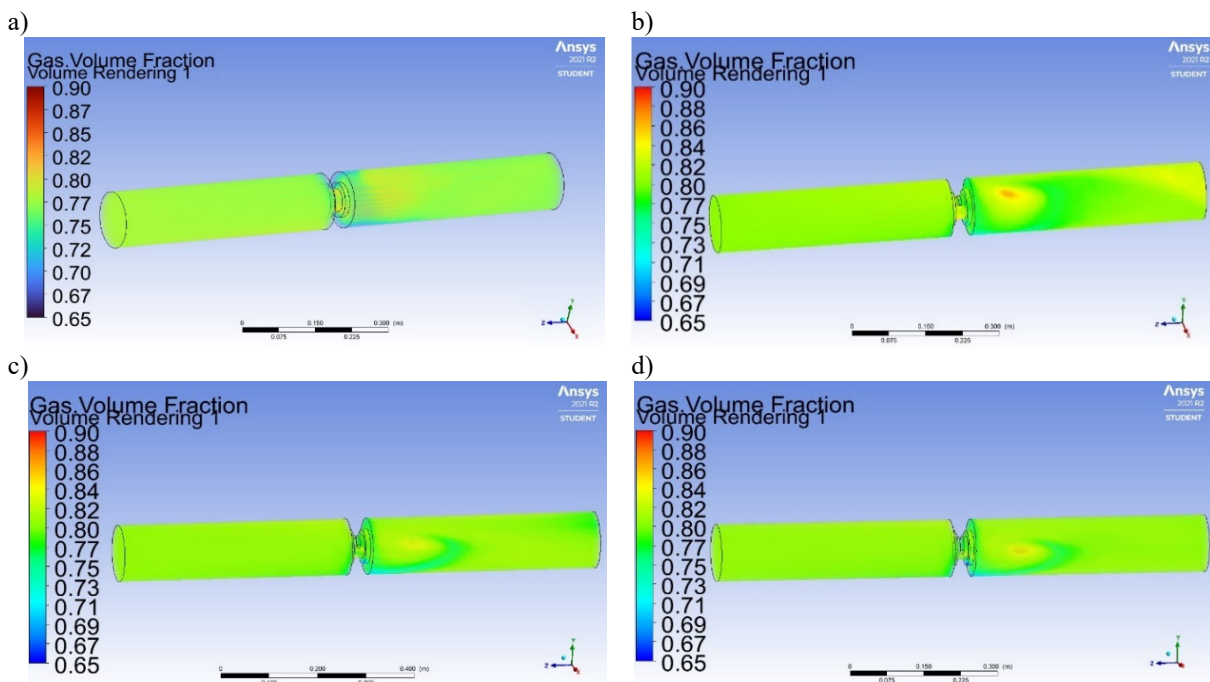 a)
Gas.Volume Fraction
Volume Rendering 1
0.90
0.87
0.85
0.82
0.80
0.77
0.75
0.72
0.70
0.67
0.65
Ansys
2021 R2
STUDENT
0 0.150 0.300 (m)
0.075 0.225
Y
Z
X
b)
Gas.Volume Fraction
Volume Rendering 1
0.90
0.88
0.86
0.84
0.82
0.80
0.77
0.75
0.73
0.71
0.69
0.67
0.65
Ansys
2021 R2
STUDENT
0 0.150 0.300 (m)
0.075 0.225
Y
Z
X
c)
Gas.Volume Fraction
Volume Rendering 1
0.90
0.88
0.86
0.84
0.82
0.80
0.77
0.75
0.73
0.71
0.69
0.67
0.65
Ansys
2021 R2
STUDENT
0 0.200 0.400 (m)
Y
Z
d)
Gas.Volume Fraction
Volume Rendering 1
0.90
0.88
0.86
0.84
0.82
0.80
0.77
0.75
0.73
0.71
0.69
0.67
0.65
Ansys
2021 R2
STUDENT
0 0.150 0.300 (m)
0.075 0.225
Y
Z